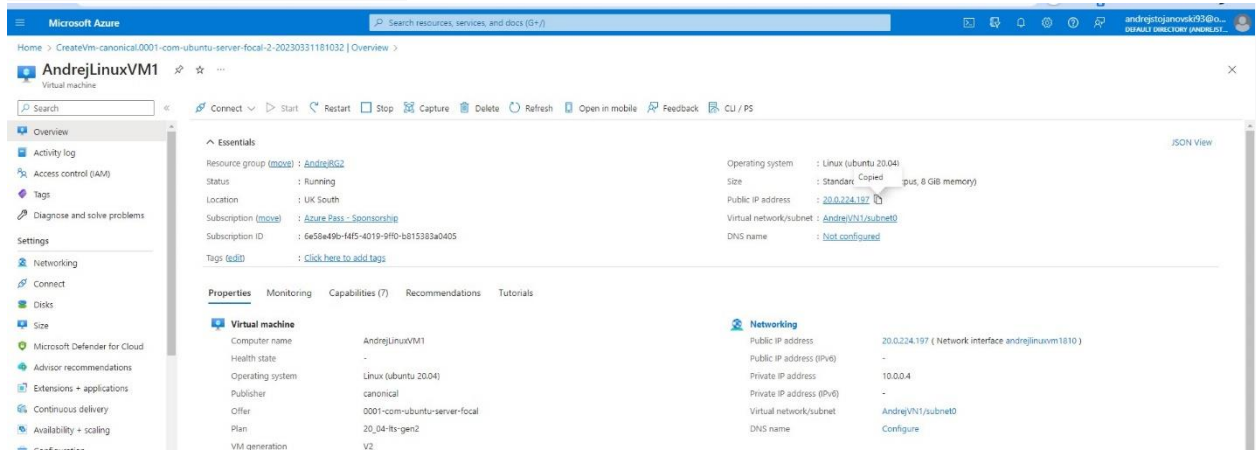 Microsoft Azure
Search resources, services, and docs (G+/)
andrejstojanovski93@o...
DEFAULT DIRECTORY (ANDREJST...
Home > CreateVm-canonical.0001-com-ubuntu-server-focal-2-20230331181032 | Overview >
AndrejLinuxVM1
Virtual machine
Search
Connect Start Restart Stop Capture Delete Refresh Open in mobile Feedback CLI / PS
Overview
Activity log
Access control (IAM)
Tags
Diagnose and solve problems
Settings
Networking
Connect
Disks
Size
Microsoft Defender for Cloud
Advisor recommendations
Extensions + applications
Continuous delivery
Availability + scaling
Configuration
Essentials
JSON View
Resource group (move) : AndrejRG2
Status : Running
Location : UK South
Subscription (move) : Azure Pass - Sponsorship
Subscription ID : 6e58e49b-f4f5-4019-9ff0-b815383a0405
Tags (edit) : Click here to add tags
Operating system : Linux (ubuntu 20.04)
Copied
Size : Standard 8 GiB memory)
Public IP address : 20.0.224.197
Virtual network/subnet : AndrejVN1/subnet0
DNS name : Not configured
Properties Monitoring Capabilities (7) Recommendations Tutorials
Virtual machine
Computer name AndrejLinuxVM1
Health state -
Operating system Linux (ubuntu 20.04)
Publisher canonical
Offer 0001-com-ubuntu-server-focal
Plan 20_04-lts-gen2
VM generation V2
Networking
Public IP address 20.0.224.197 ( Network interface andrejlinuxvm1810 )
Public IP address (IPv6) -
Private IP address 10.0.0.4
Private IP address (IPv6) -
Virtual network/subnet AndrejVN1/subnet0
DNS name Configure